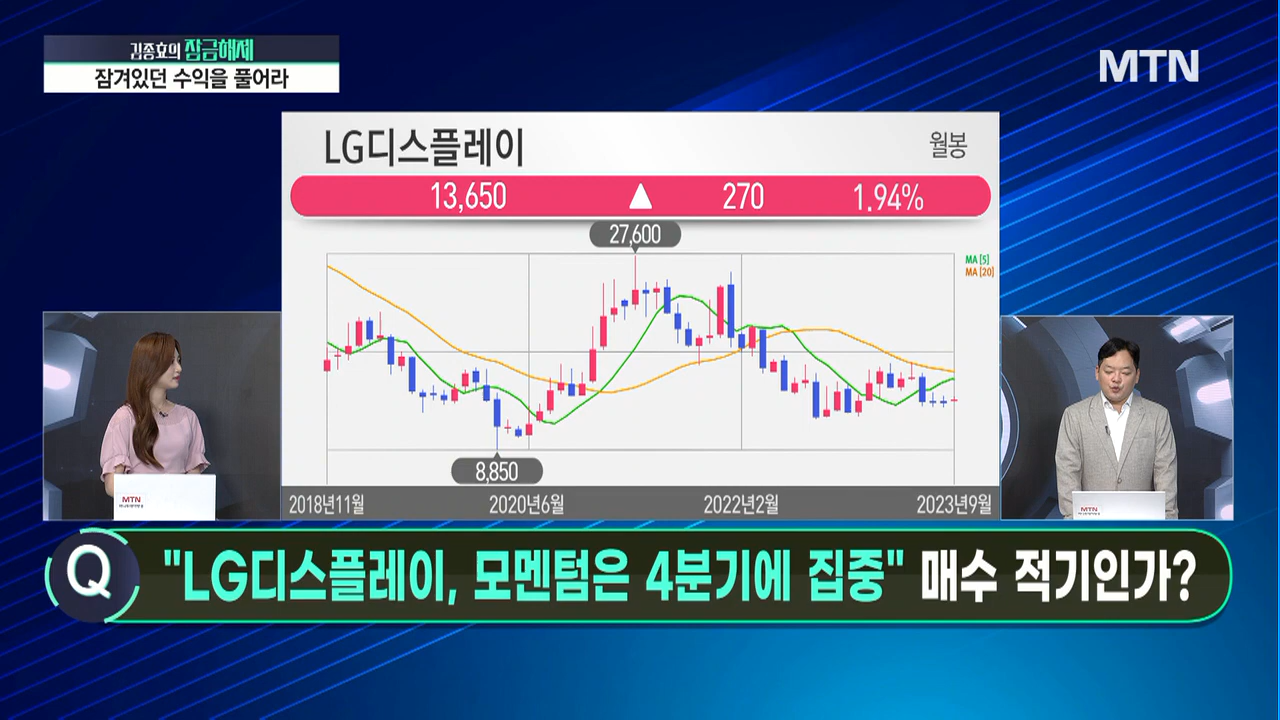 김종효의 잠금해제
잠겨있던 수익을 풀어라
MTN
LG디스플레이
월봉
13,650 ▲ 270 1.94%
27,600
MA [5]
MA [20]
8,850
2018년11월 2020년6월 2022년2월 2023년9월
MTN
MTN
Q "LG디스플레이, 모멘텀은 4분기에 집중" 매수 적기인가?